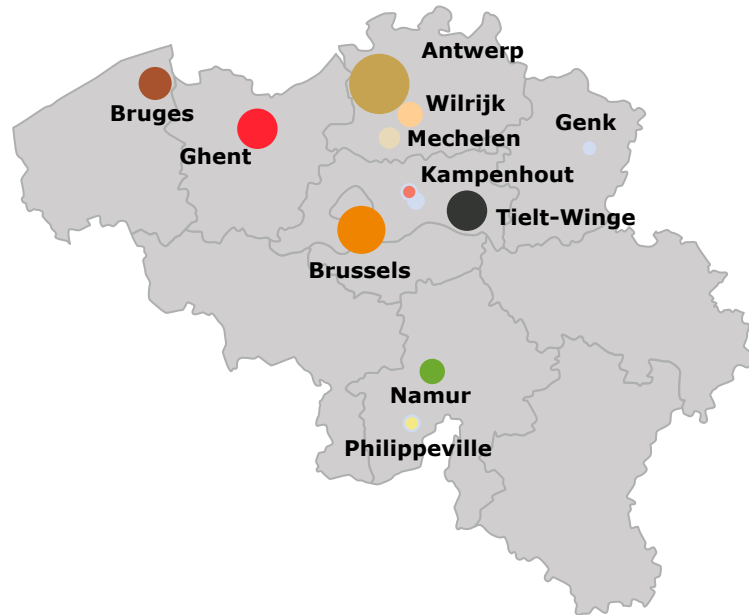 Antwerp
Bruges
Wilrijk
Genk
Mechelen
Ghent
Kampenhout
Tielt-Winge
Brussels
Namur
Philippeville